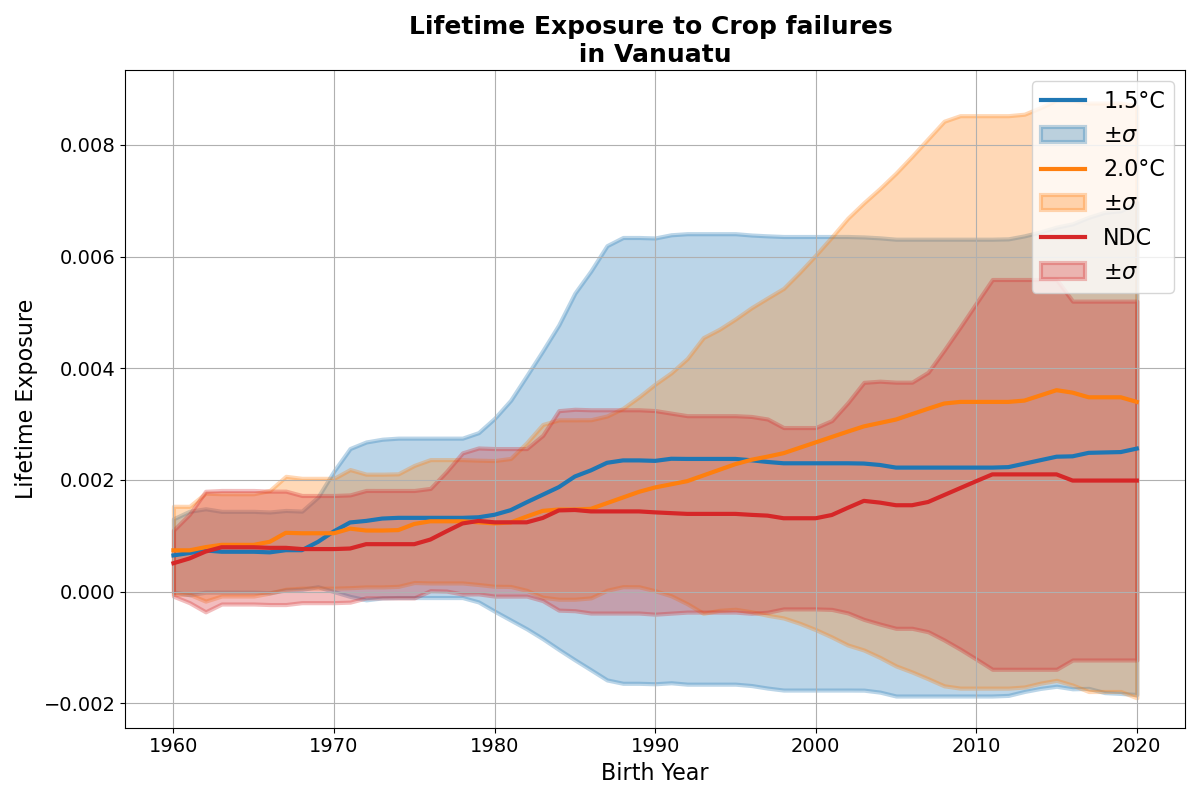 Lifetime Exposure to Crop failures
in Vanuatu
1.5°C
±σ
2.0°C
±σ
NDC
±σ
Lifetime Exposure
0.008
0.006
0.004
0.002
0.000
−0.002
1960 1970 1980 1990 2000 2010 2020
Birth Year